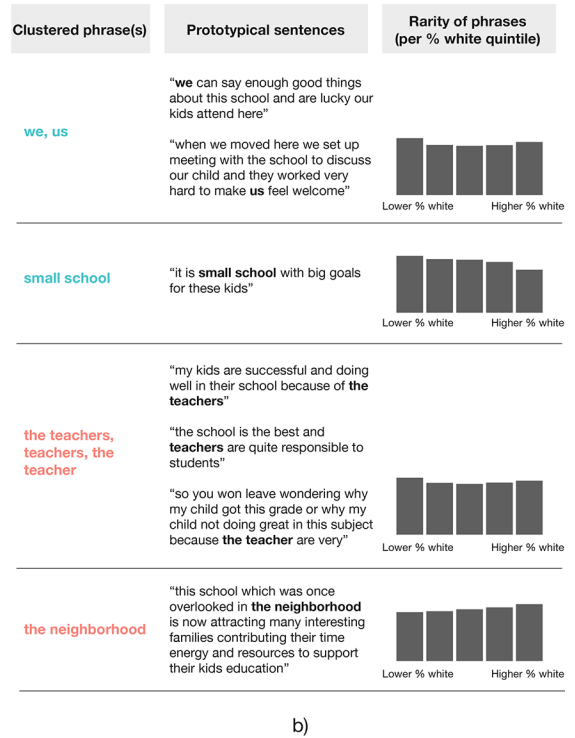 Clustered phrase(s)
Prototypical sentences
Rarity of phrases
(per % white quintile)
we, us
“we can say enough good things
about this school and are lucky our
kids attend here”
“when we moved here we set up
meeting with the school to discuss
our child and they worked very
hard to make us feel welcome”
Lower % white
Higher % white
small school
“it is small school with big goals
for these kids”
Lower % white
Higher % white
the teachers,
teachers, the
teacher
“my kids are successful and doing
well in their school because of the
teachers”
“the school is the best and
teachers are quite responsible to
students”
“so you won leave wondering why
my child got this grade or why my
child not doing great in this subject
because the teacher are very”
Lower % white
Higher % white
the neighborhood
“this school which was once
overlooked in the neighborhood
is now attracting many interesting
families contributing their time
energy and resources to support
their kids education”
Lower % white
Higher % white
b)